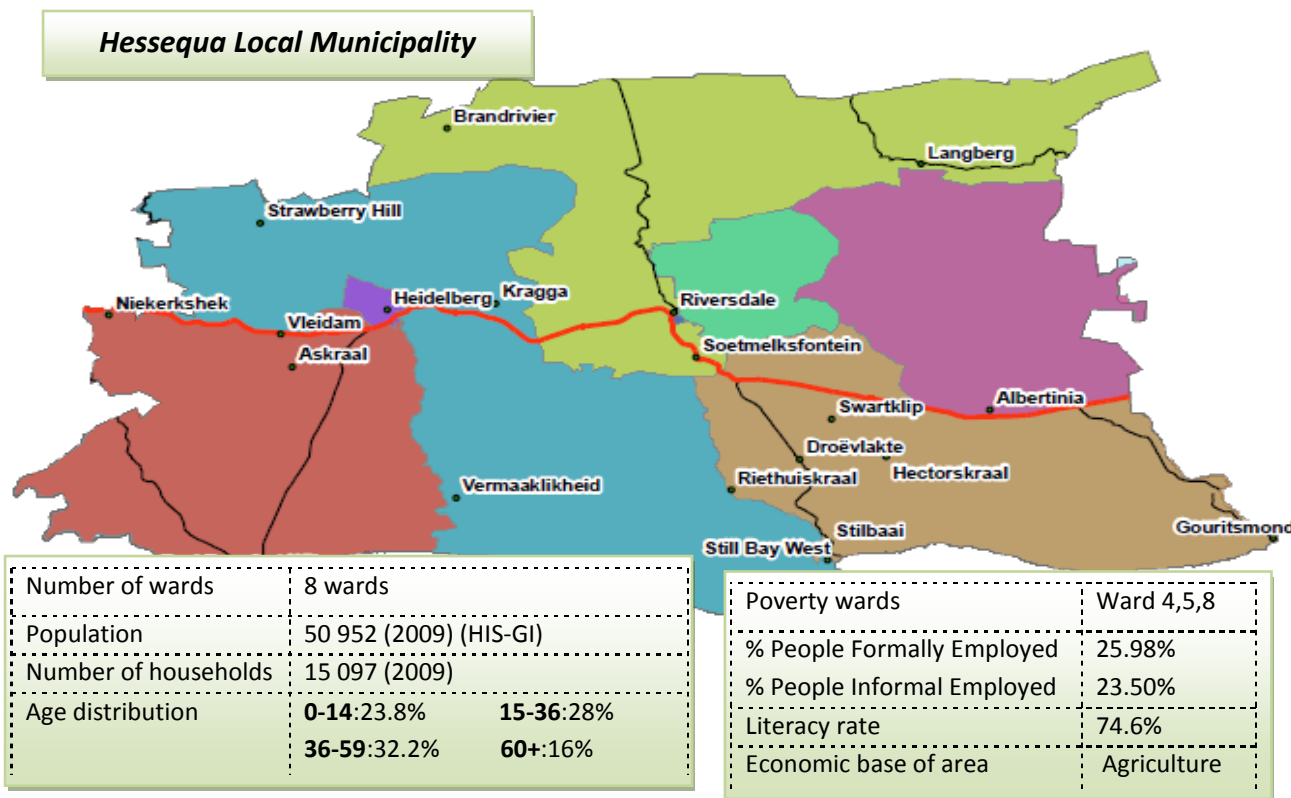 Hessequa Local Municipality
Brandrivier
Langberg
Strawberry Hill
Niekerkshek
Heidelberg
Kragga
Riversdale
Vleidam
Askraal
Soetmelksfontein
Albertinia
Swartklip
Droëvlakte
Hectorskraal
Vermaaklikheid
Riethuiskraal
Stilbaai
Gouritsmond
Still Bay West
Number of wards 8 wards
Population 50 952 (2009) (HIS-GI)
Number of households 15 097 (2009)
Age distribution 0-14:23.8% 15-36:28%
36-59:32.2% 60+:16%
Poverty wards Ward 4,5,8
% People Formally Employed 25.98%
% People Informal Employed 23.50%
Literacy rate 74.6%
Economic base of area Agriculture